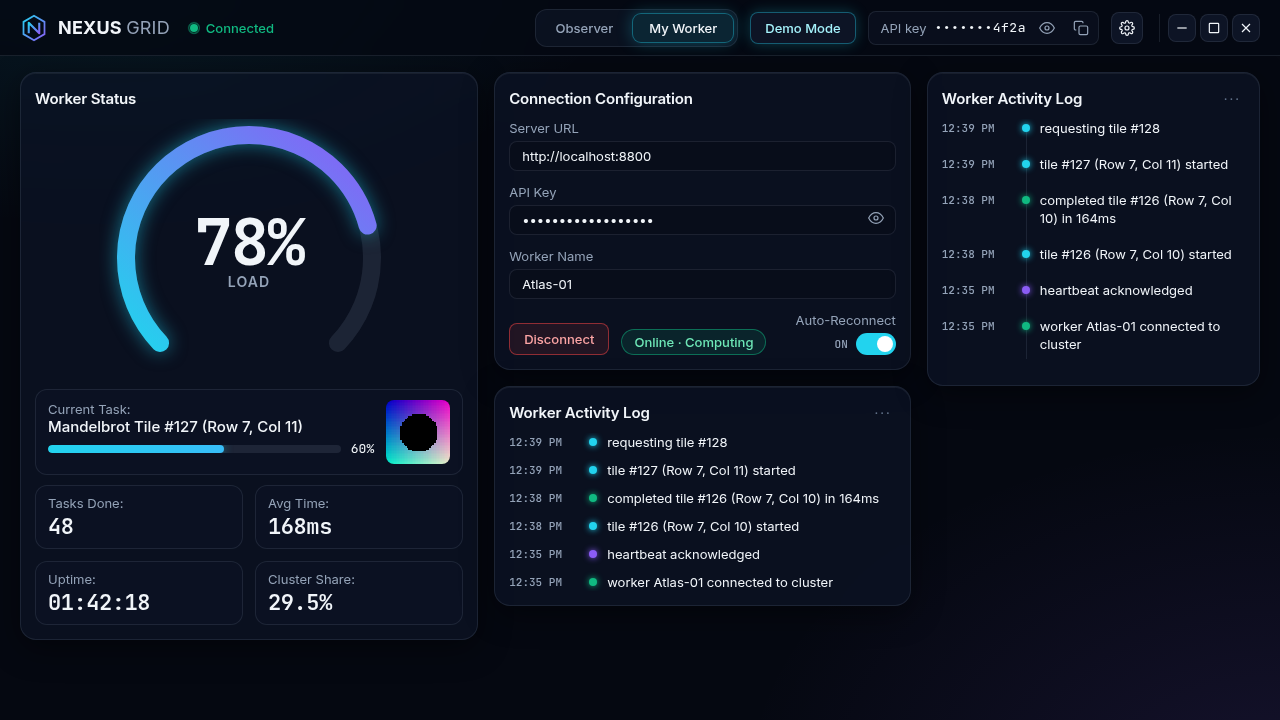 NEXUS GRID
Connected
Observer
My Worker
Demo Mode
API key •••••••4f2a
Worker Status
78%
LOAD
Current Task:
Mandelbrot Tile #127 (Row 7, Col 11)
60%
Tasks Done:
48
Avg Time:
168ms
Uptime:
01:42:18
Cluster Share:
29.5%
Connection Configuration
Server URL
http://localhost:8800
API Key
••••••••••••••••••
Worker Name
Atlas-01
Disconnect
Online · Computing
Auto-Reconnect
ON
Worker Activity Log
...
12:39 PM requesting tile #128
12:39 PM tile #127 (Row 7, Col 11) started
12:38 PM completed tile #126 (Row 7, Col 10) in 164ms
12:38 PM tile #126 (Row 7, Col 10) started
12:35 PM heartbeat acknowledged
12:35 PM worker Atlas-01 connected to cluster
Worker Activity Log
...
12:39 PM requesting tile #128
12:39 PM tile #127 (Row 7, Col 11) started
12:38 PM completed tile #126 (Row 7, Col
10) in 164ms
12:38 PM tile #126 (Row 7, Col 10) started
12:35 PM heartbeat acknowledged
12:35 PM worker Atlas-01 connected to
cluster